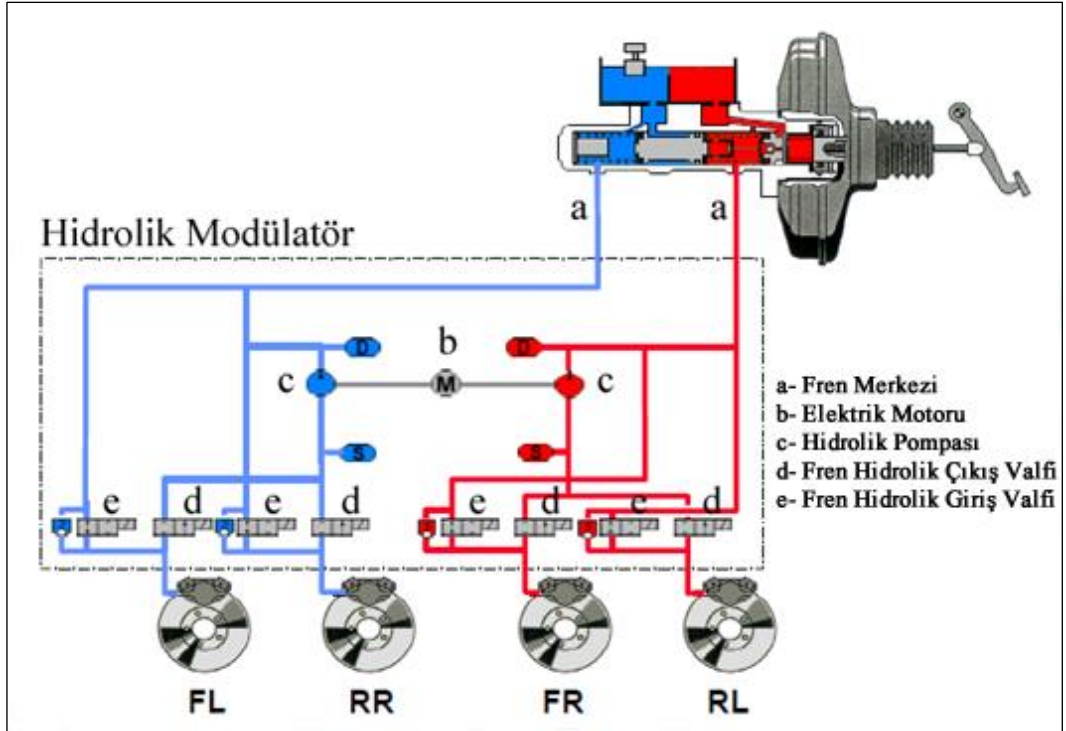 a a
Hidrolik Modülatör
D b D
c M c
S S
e d e d e d e d
a- Fren Merkezi
b- Elektrik Motoru
c- Hidrolik Pompası
d- Fren Hidrolik Çıkış Valfi
e- Fren Hidrolik Giriş Valfi
FL RR FR RL